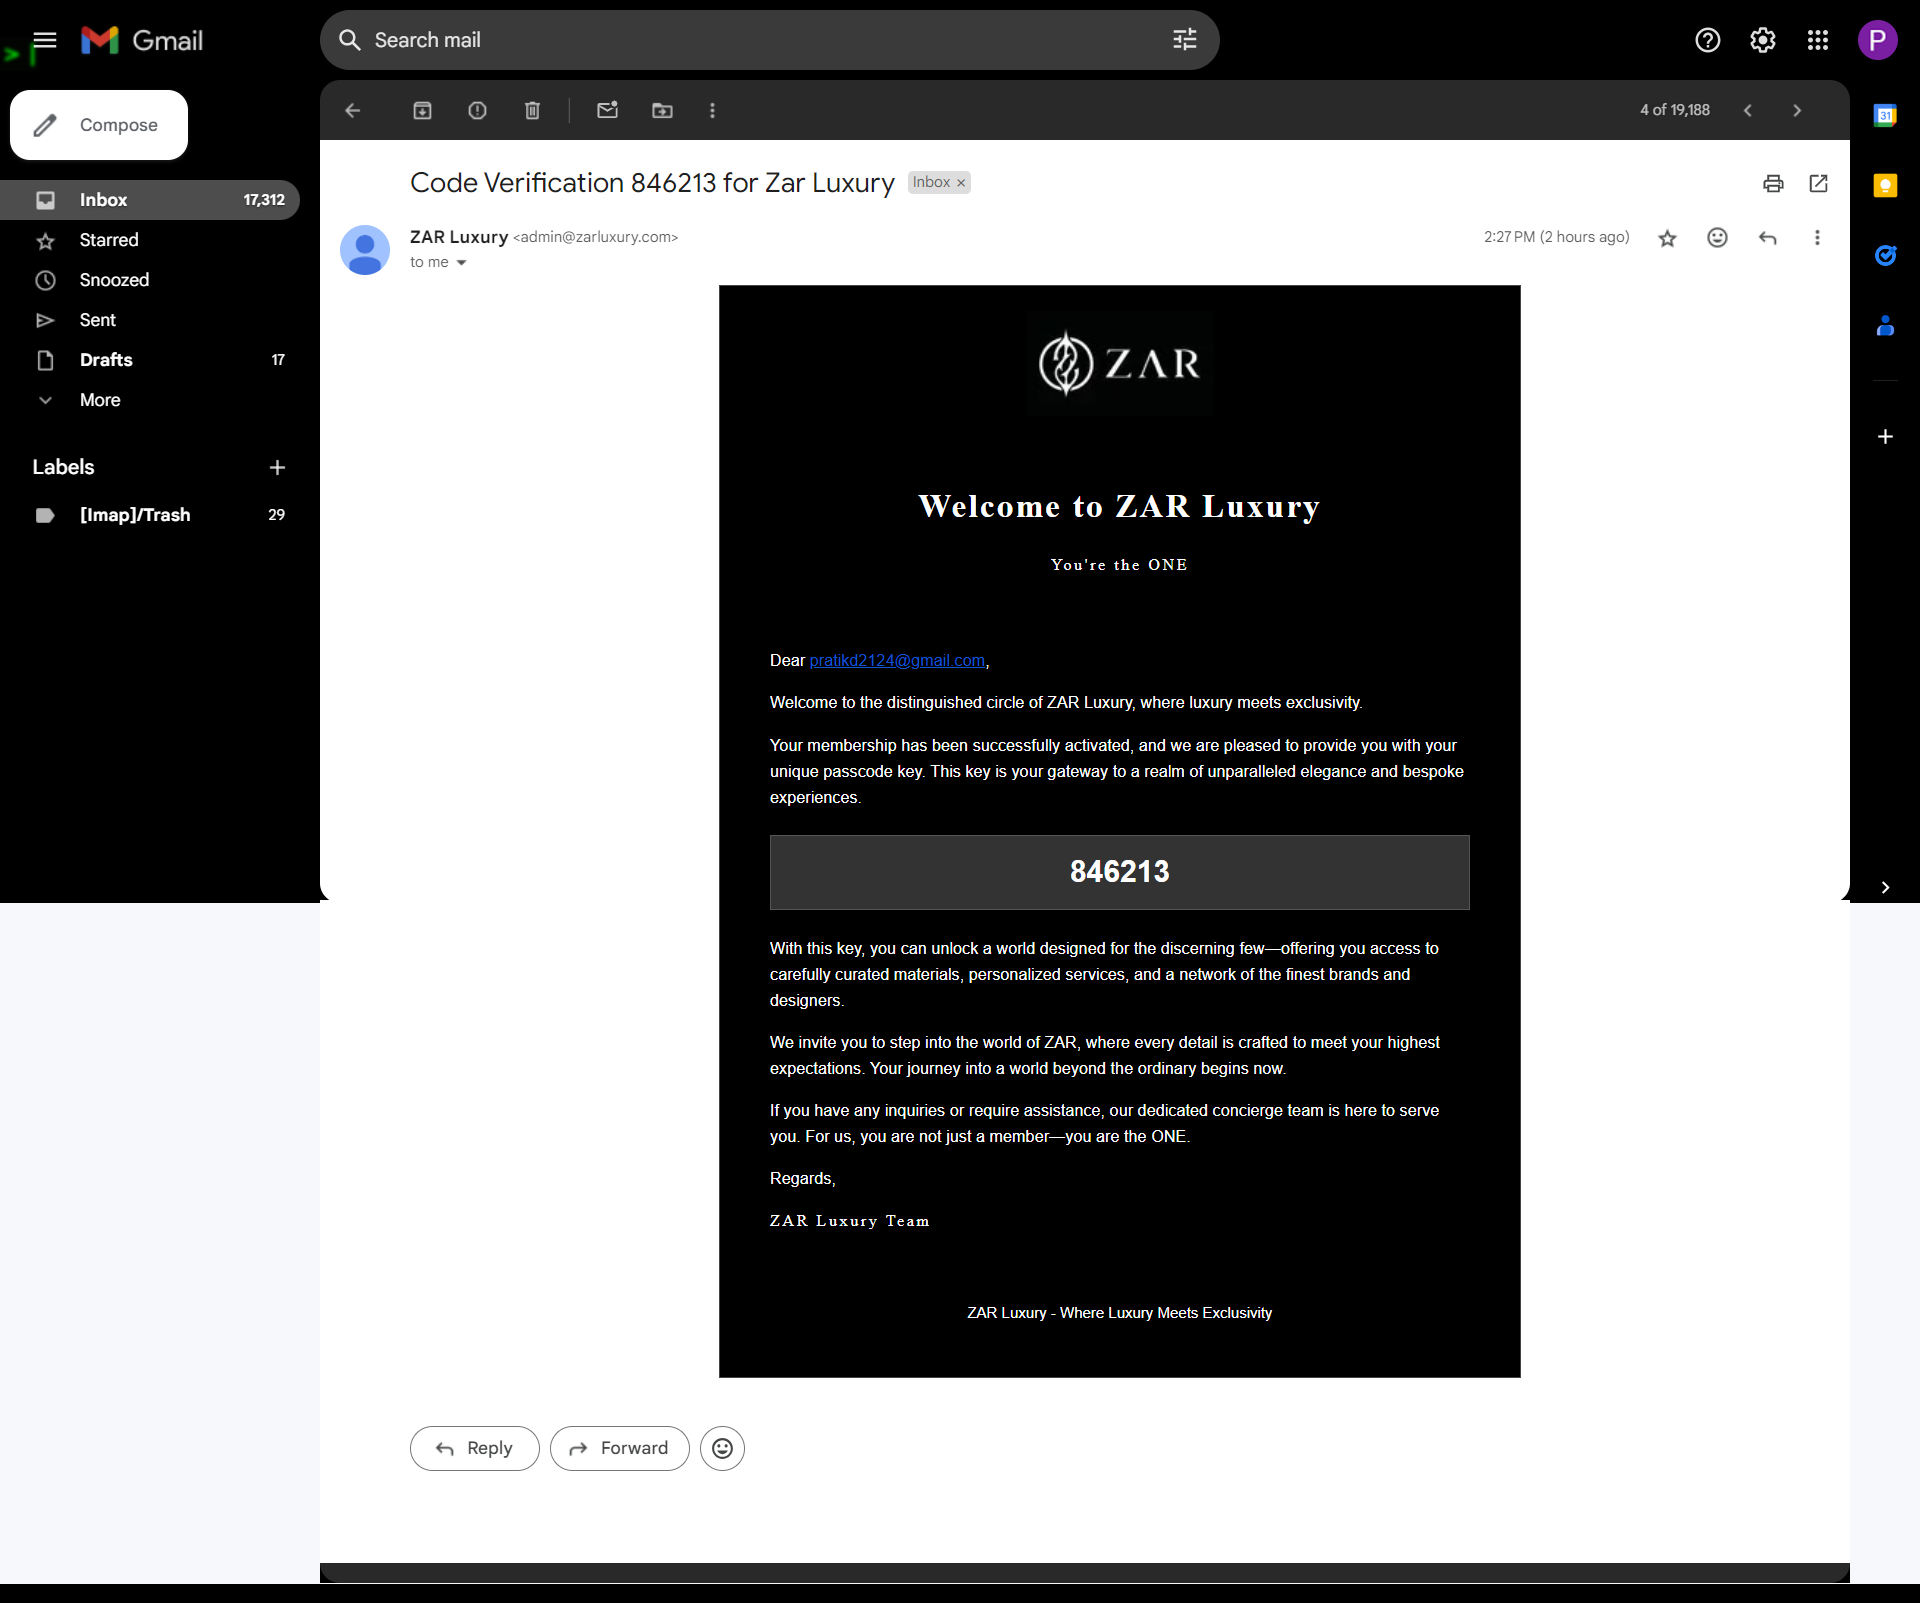 Gmail
Search mail
P
Compose
4 of 19,188
31
Inbox 17,312
Starred
Snoozed
Sent
Drafts 17
More
Labels
[Imap]/Trash 29
Code Verification 846213 for Zar Luxury Inbox ×
ZAR Luxury <admin@zarluxury.com>
2:27 PM (2 hours ago)
to me
ZAR
Welcome to ZAR Luxury
You're the ONE
Dear pratikd2124@gmail.com,
Welcome to the distinguished circle of ZAR Luxury, where luxury meets exclusivity.
Your membership has been successfully activated, and we are pleased to provide you with your
unique passcode key. This key is your gateway to a realm of unparalleled elegance and bespoke
experiences.
846213
With this key, you can unlock a world designed for the discerning few—offering you access to
carefully curated materials, personalized services, and a network of the finest brands and
designers.
We invite you to step into the world of ZAR, where every detail is crafted to meet your highest
expectations. Your journey into a world beyond the ordinary begins now.
If you have any inquiries or require assistance, our dedicated concierge team is here to serve
you. For us, you are not just a member—you are the ONE.
Regards,
ZAR Luxury Team
ZAR Luxury - Where Luxury Meets Exclusivity
Reply
Forward